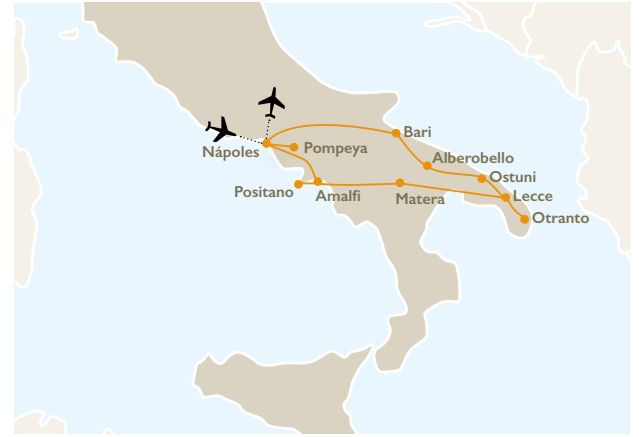 Bari
Nápoles
Pompeya
Alberobello
Ostuni
Positano
Amalfi
Matera
Lecce
Otranto